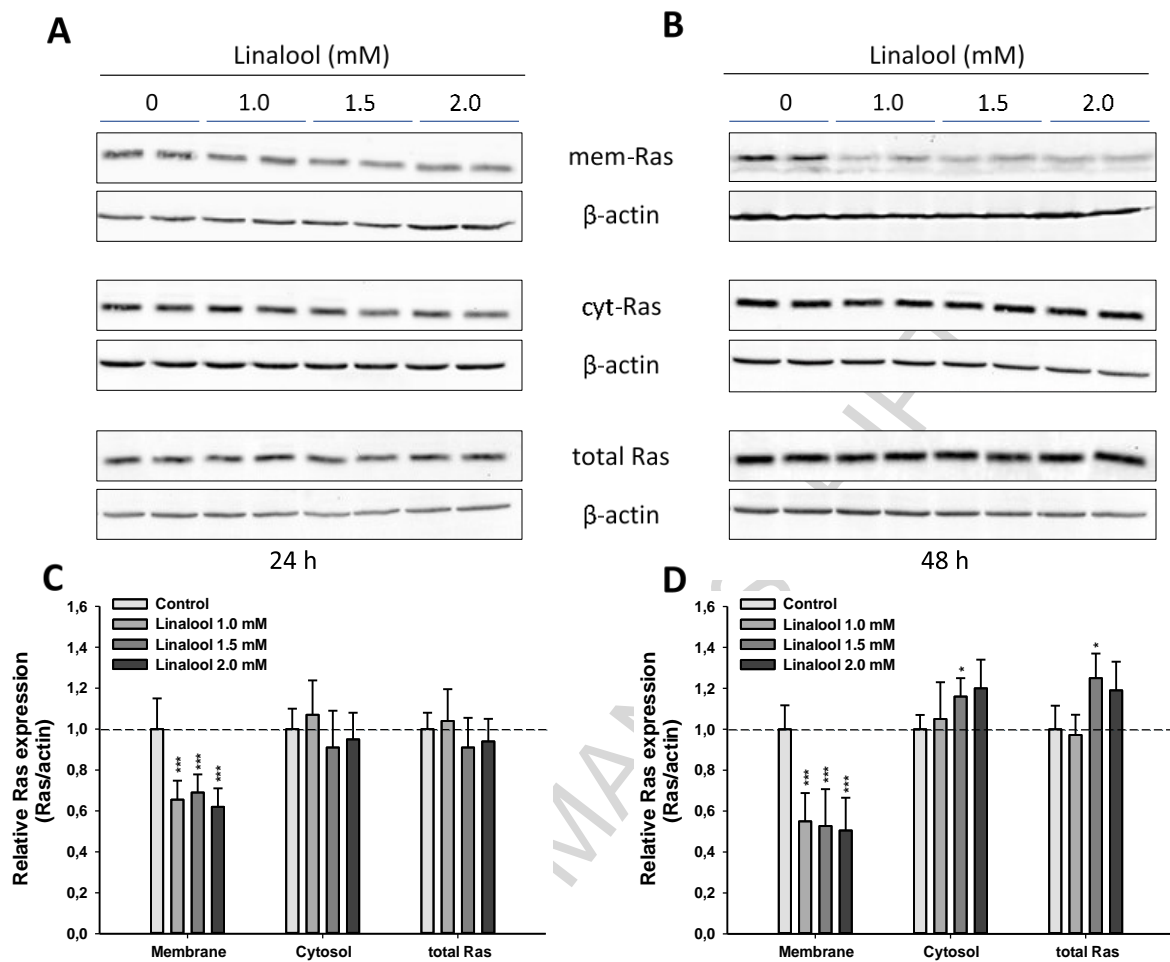 A
B
Linalool (mM)
Linalool (mM)
0 1.0 1.5 2.0
0 1.0 1.5 2.0
mem-Ras
β-actin
cyt-Ras
β-actin
total Ras
β-actin
24 h
48 h
C
D
Relative Ras expression
(Ras/actin)
1,6
1,4
1,2
1,0
0,8
0,6
0,4
0,2
0,0
Control
Linalool 1.0 mM
Linalool 1.5 mM
Linalool 2.0 mM
***
***
***
Membrane Cytosol total Ras
Relative Ras expression
(Ras/actin)
1,6
1,4
1,2
1,0
0,8
0,6
0,4
0,2
0,0
Control
Linalool 1.0 mM
Linalool 1.5 mM
Linalool 2.0 mM
***
***
***
*
*
Membrane Cytosol total Ras